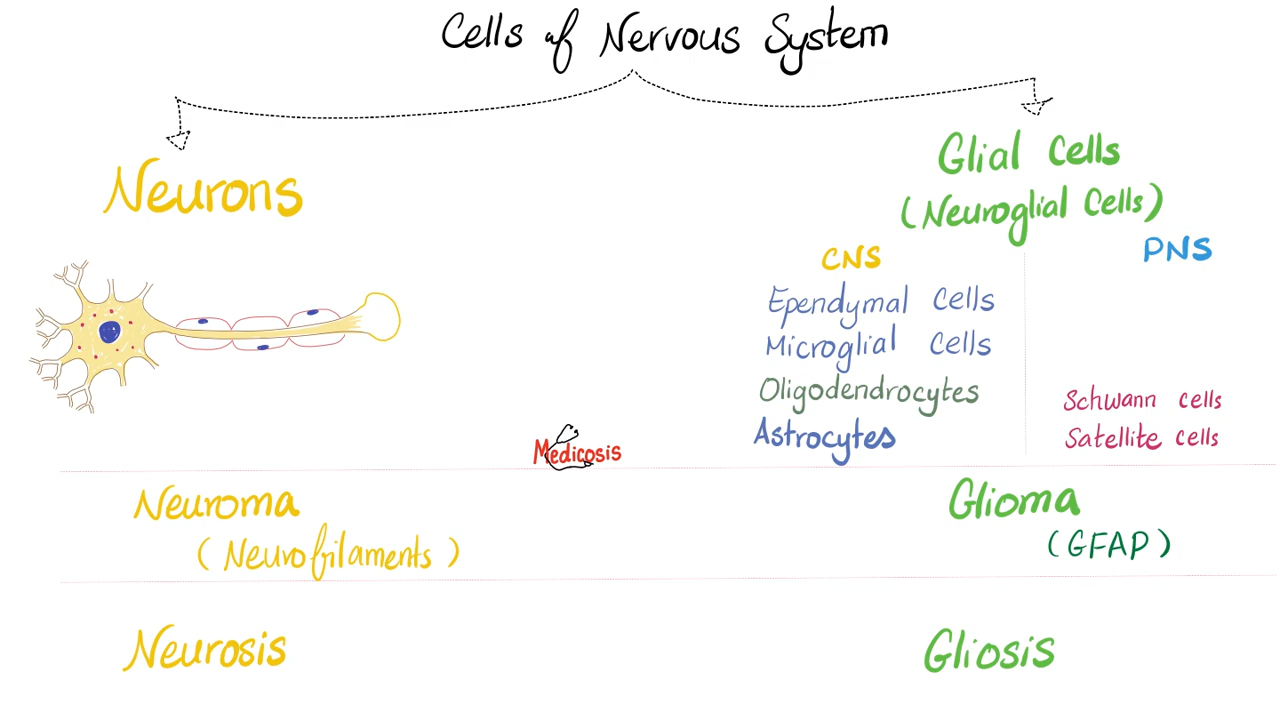 Cells of Nervous System
Neurons
Glial Cells
(Neuroglial Cells)
CNS
Ependymal Cells
Microglial Cells
Oligodendrocytes
Astrocytes
PNS
Schwann cells
Satellite cells
Medicosis
Neuroma
(Neurofilaments)
Glioma
(GFAP)
Neurosis
Gliosis